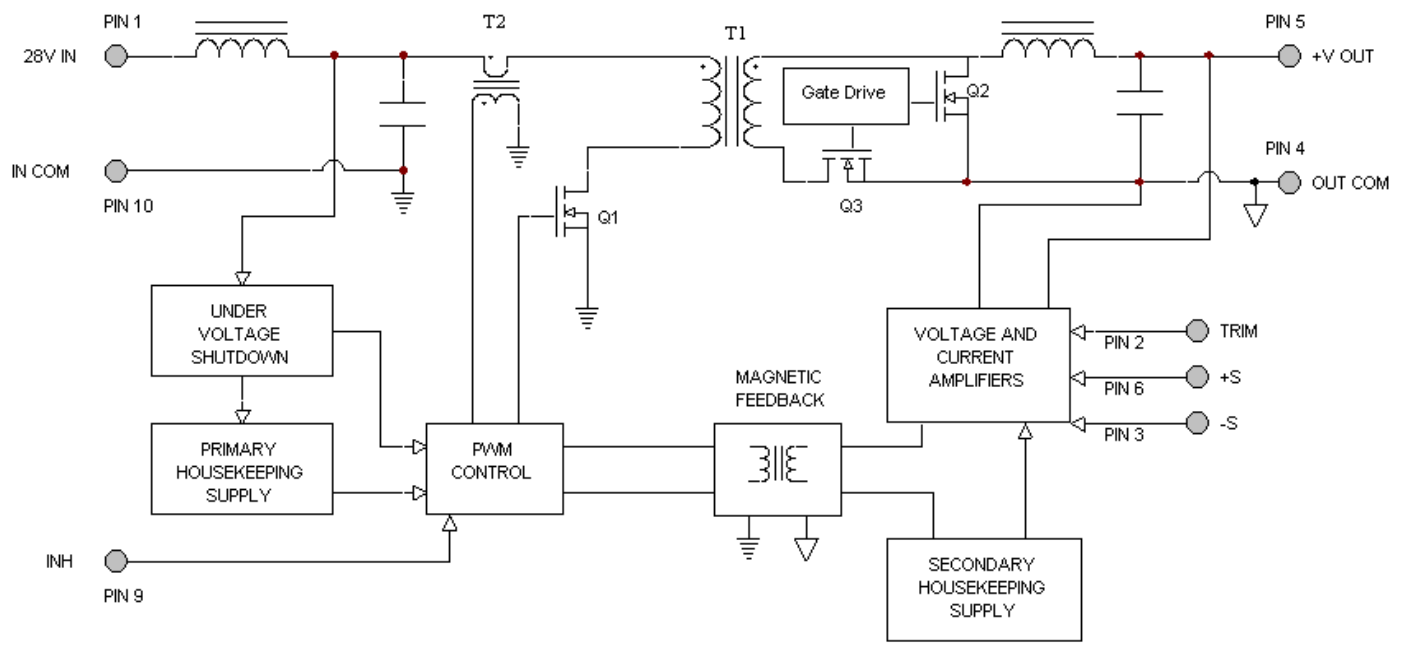 PIN 1
T2
T1
PIN 5
28V IN
+V OUT
Gate Drive
Q2
PIN 4
IN COM
OUT COM
PIN 10
Q3
Q1
UNDER
VOLTAGE
SHUTDOWN
VOLTAGE AND
CURRENT
AMPLIFIERS
TRIM
PIN 2
+S
PIN 6
-S
PIN 3
MAGNETIC
FEEDBACK
PRIMARY
HOUSEKEEPING
SUPPLY
PWM
CONTROL
INH
PIN 9
SECONDARY
HOUSEKEEPING
SUPPLY